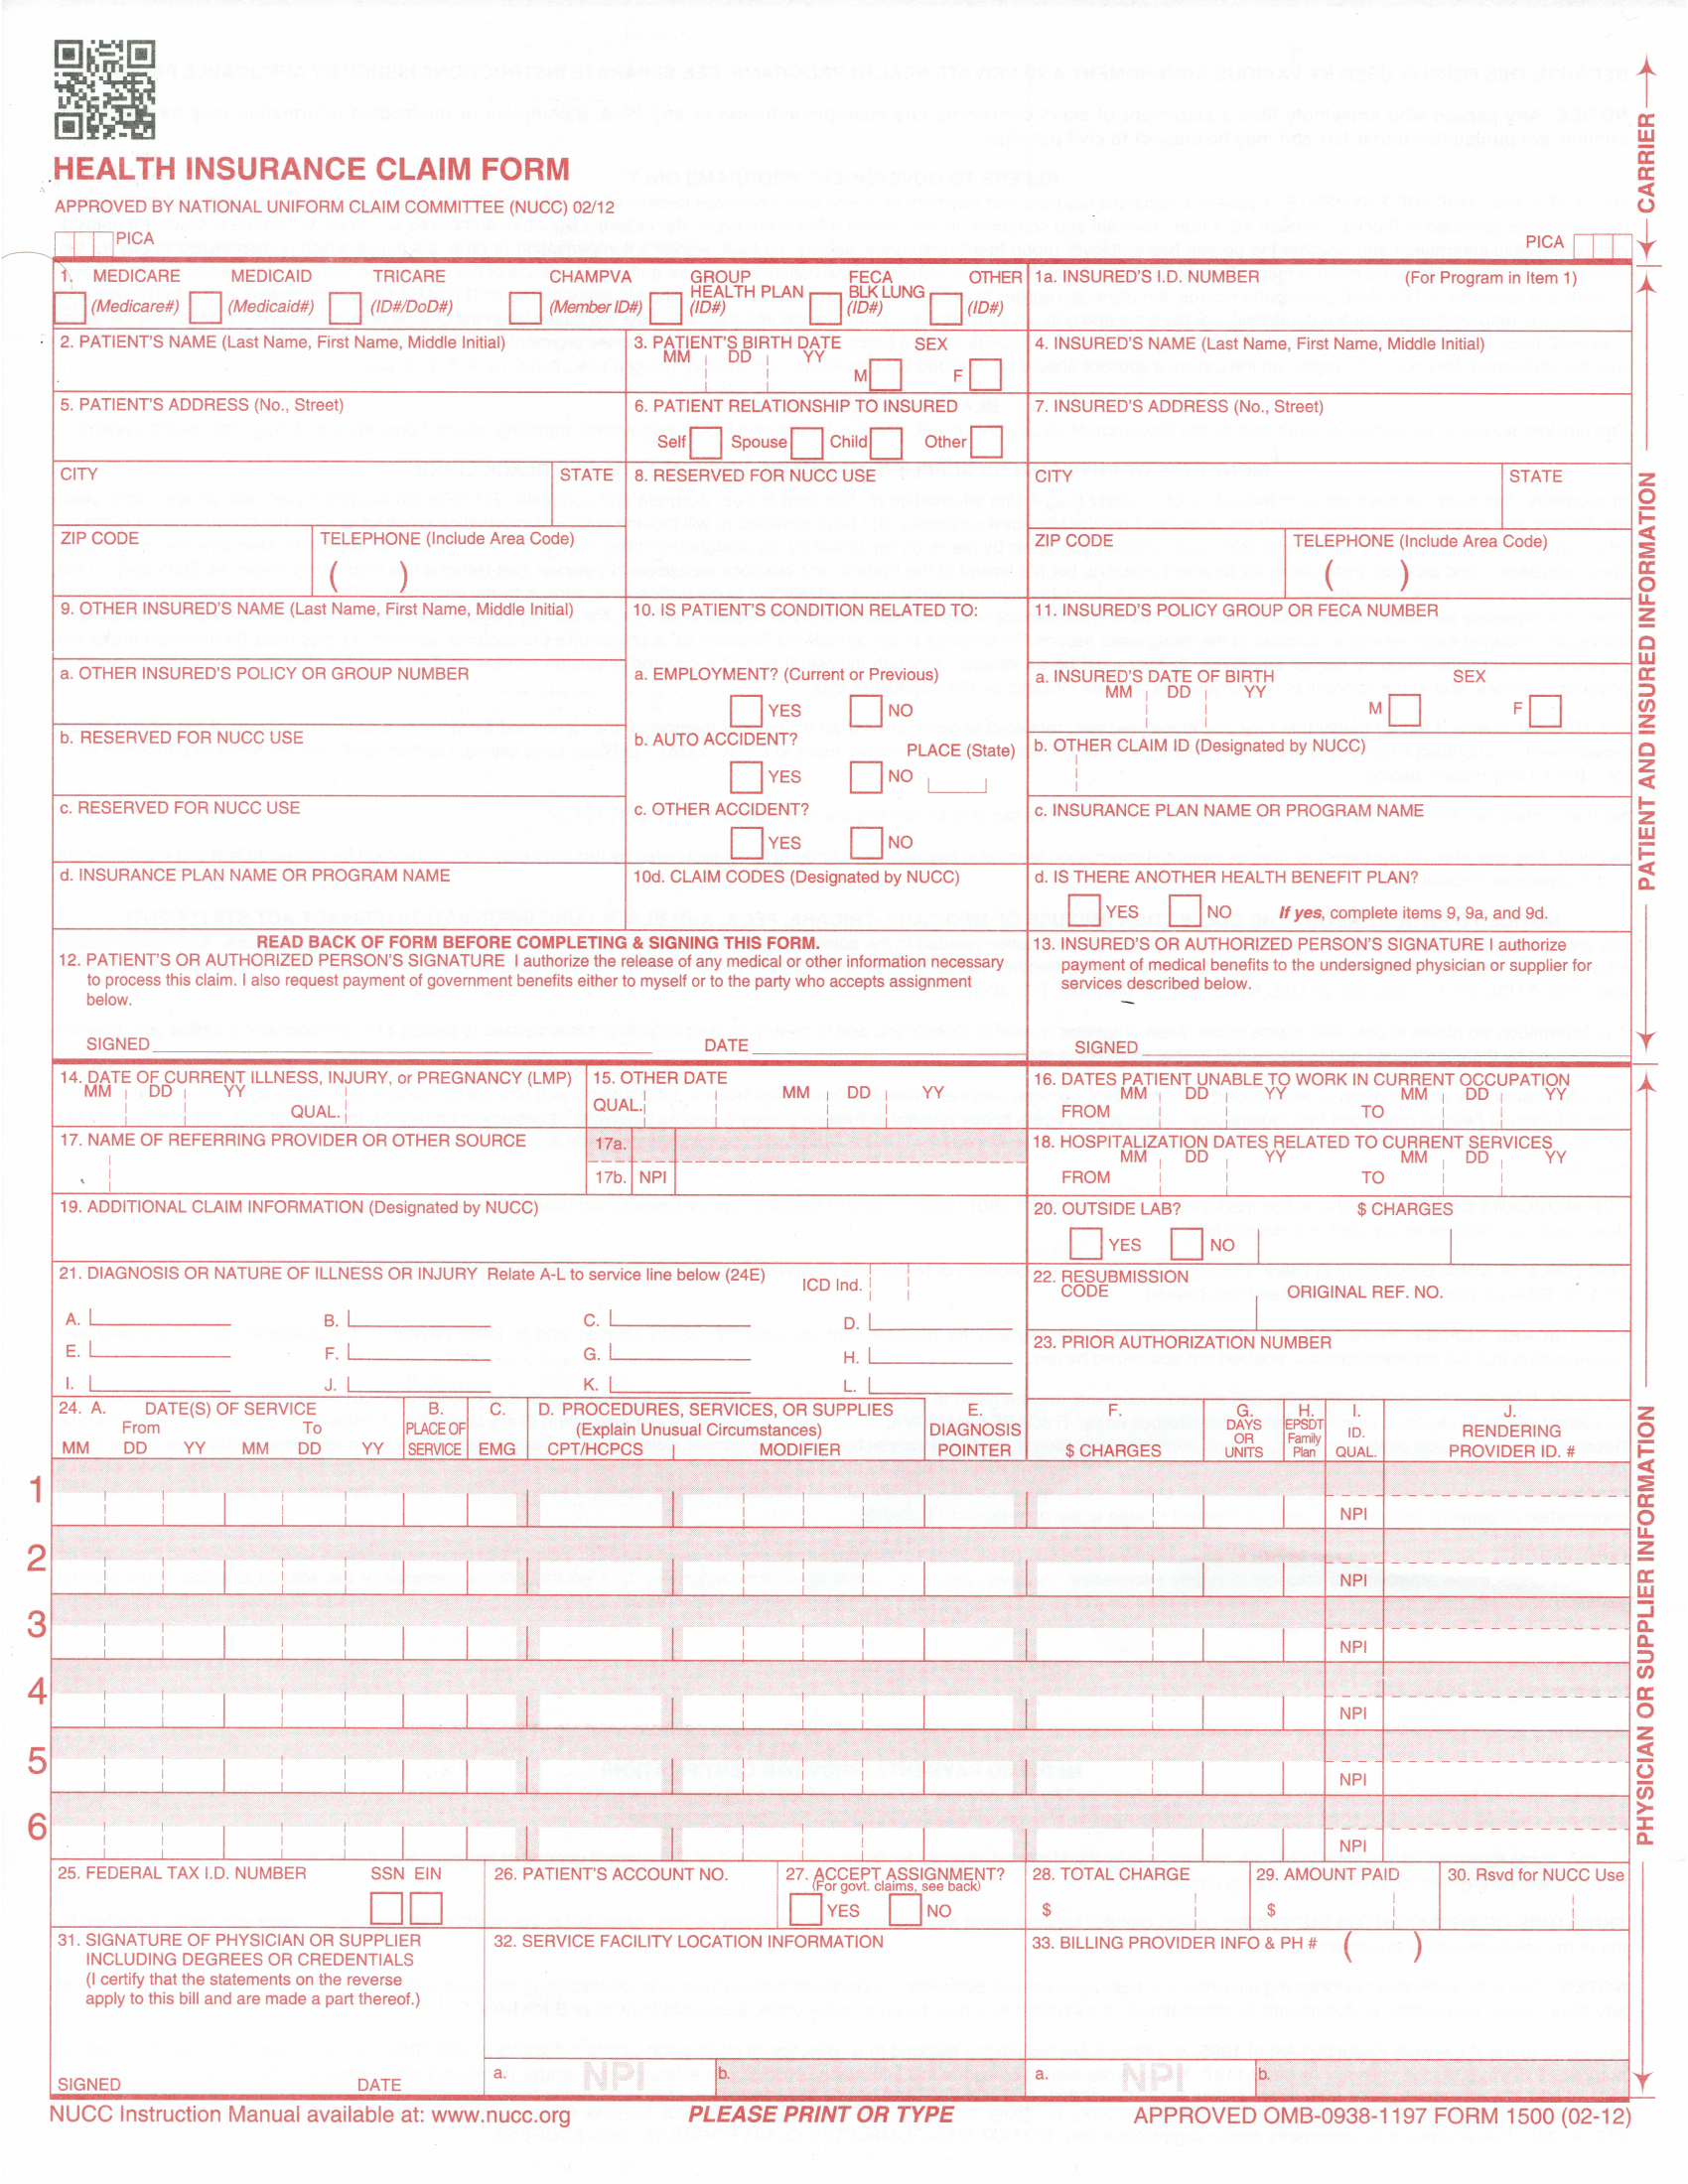 HEALTH INSURANCE CLAIM FORM
APPROVED BY NATIONAL UNIFORM CLAIM COMMITTEE (NUCC) 02/12
PICA
PICA
CARRIER
1. MEDICARE MEDICAID TRICARE CHAMPVA GROUP HEALTH PLAN FECA BLK LUNG OTHER
(Medicare#) (Medicaid#) (ID#/DoD#) (Member ID#) (ID#) (ID#) (ID#)
1a. INSURED'S I.D. NUMBER (For Program in Item 1)
2. PATIENT'S NAME (Last Name, First Name, Middle Initial)
3. PATIENT'S BIRTH DATE SEX
MM DD YY M F
4. INSURED'S NAME (Last Name, First Name, Middle Initial)
5. PATIENT'S ADDRESS (No., Street)
6. PATIENT RELATIONSHIP TO INSURED
Self Spouse Child Other
7. INSURED'S ADDRESS (No., Street)
CITY STATE
8. RESERVED FOR NUCC USE
CITY STATE
ZIP CODE TELEPHONE (Include Area Code)
( )
ZIP CODE TELEPHONE (Include Area Code)
( )
9. OTHER INSURED'S NAME (Last Name, First Name, Middle Initial)
10. IS PATIENT'S CONDITION RELATED TO:
11. INSURED'S POLICY GROUP OR FECA NUMBER
a. OTHER INSURED'S POLICY OR GROUP NUMBER
a. EMPLOYMENT? (Current or Previous)
YES NO
a. INSURED'S DATE OF BIRTH SEX
MM DD YY M F
b. RESERVED FOR NUCC USE
b. AUTO ACCIDENT? PLACE (State)
YES NO
b. OTHER CLAIM ID (Designated by NUCC)
c. RESERVED FOR NUCC USE
c. OTHER ACCIDENT?
YES NO
c. INSURANCE PLAN NAME OR PROGRAM NAME
d. INSURANCE PLAN NAME OR PROGRAM NAME
10d. CLAIM CODES (Designated by NUCC)
d. IS THERE ANOTHER HEALTH BENEFIT PLAN?
YES NO If yes, complete items 9, 9a, and 9d.
READ BACK OF FORM BEFORE COMPLETING & SIGNING THIS FORM.
12. PATIENT'S OR AUTHORIZED PERSON'S SIGNATURE I authorize the release of any medical or other information necessary
to process this claim. I also request payment of government benefits either to myself or to the party who accepts assignment
below.
SIGNED DATE
13. INSURED'S OR AUTHORIZED PERSON'S SIGNATURE I authorize
payment of medical benefits to the undersigned physician or supplier for
services described below.
SIGNED
PATIENT AND INSURED INFORMATION
14. DATE OF CURRENT ILLNESS, INJURY, or PREGNANCY (LMP)
MM DD YY QUAL.
15. OTHER DATE
QUAL. MM DD YY
16. DATES PATIENT UNABLE TO WORK IN CURRENT OCCUPATION
MM DD YY MM DD YY
FROM TO
17. NAME OF REFERRING PROVIDER OR OTHER SOURCE
17a.
17b. NPI
18. HOSPITALIZATION DATES RELATED TO CURRENT SERVICES
MM DD YY MM DD YY
FROM TO
19. ADDITIONAL CLAIM INFORMATION (Designated by NUCC)
20. OUTSIDE LAB? $ CHARGES
YES NO
21. DIAGNOSIS OR NATURE OF ILLNESS OR INJURY Relate A-L to service line below (24E) ICD Ind.
A. B. C. D.
E. F. G. H.
I. J. K. L.
22. RESUBMISSION
CODE ORIGINAL REF. NO.
23. PRIOR AUTHORIZATION NUMBER
24. A. DATE(S) OF SERVICE B. C. D. PROCEDURES, SERVICES, OR SUPPLIES E. F. G. H. I. J.
From To PLACE OF (Explain Unusual Circumstances) DIAGNOSIS DAYS OR EPSDT Family ID. RENDERING
MM DD YY MM DD YY SERVICE EMG CPT/HCPCS MODIFIER POINTER $ CHARGES UNITS Plan QUAL. PROVIDER ID. #
1
NPI
2
NPI
3
NPI
4
NPI
5
NPI
6
NPI
25. FEDERAL TAX I.D. NUMBER SSN EIN
26. PATIENT'S ACCOUNT NO.
27. ACCEPT ASSIGNMENT?
(For govt. claims, see back)
YES NO
28. TOTAL CHARGE
$
29. AMOUNT PAID
$
30. Rsvd for NUCC Use
31. SIGNATURE OF PHYSICIAN OR SUPPLIER
INCLUDING DEGREES OR CREDENTIALS
(I certify that the statements on the reverse
apply to this bill and are made a part thereof.)
SIGNED DATE
32. SERVICE FACILITY LOCATION INFORMATION
a. NPI b.
33. BILLING PROVIDER INFO & PH # ( )
a. NPI b.
PHYSICIAN OR SUPPLIER INFORMATION
NUCC Instruction Manual available at: www.nucc.org
PLEASE PRINT OR TYPE
APPROVED OMB-0938-1197 FORM 1500 (02-12)